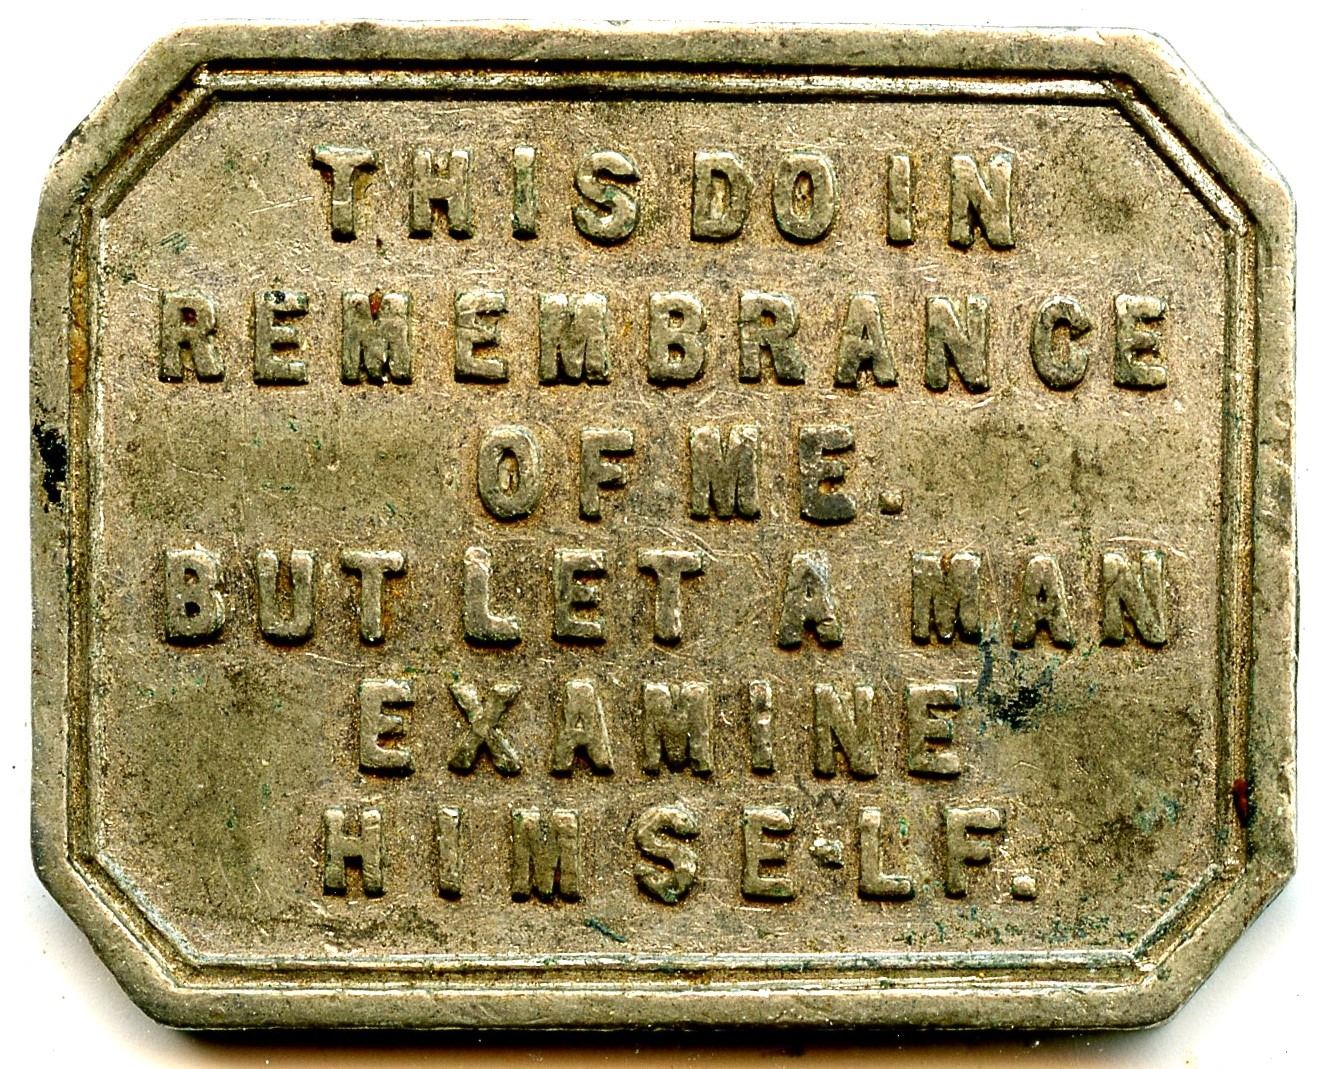 THIS DO IN
REMEMBRANCE
OF ME.
BUT LET A MAN
EXAMINE
HIMSELF.